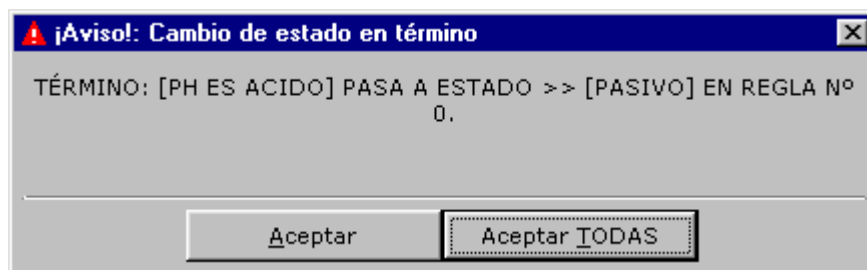 ¡Aviso!: Cambio de estado en término
TÉRMINO: [PH ES ACIDO] PASA A ESTADO >> [PASIVO] EN REGLA Nº
0.
Aceptar
Aceptar TODAS